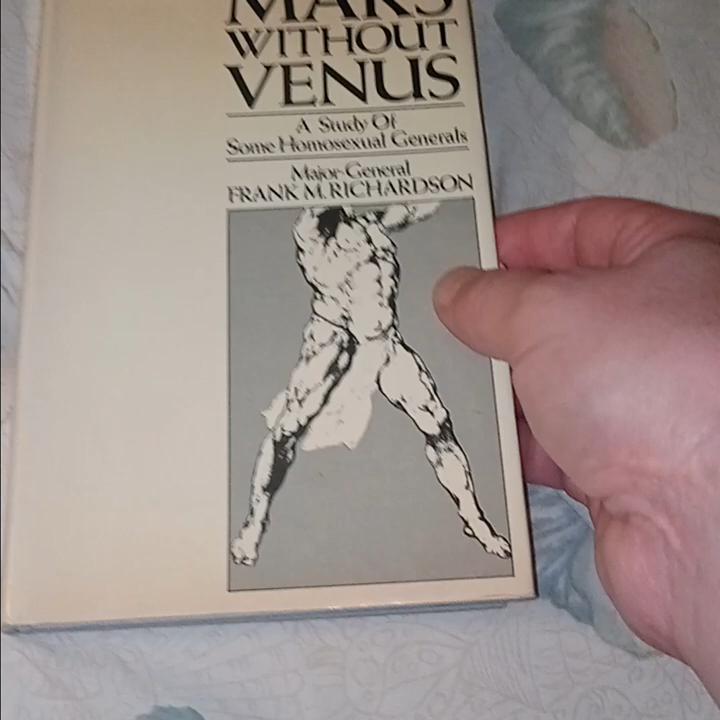 MARS
WITHOUT
VENUS
A Study Of
Some Homosexual Generals
Major-General
FRANK M. RICHARDSON